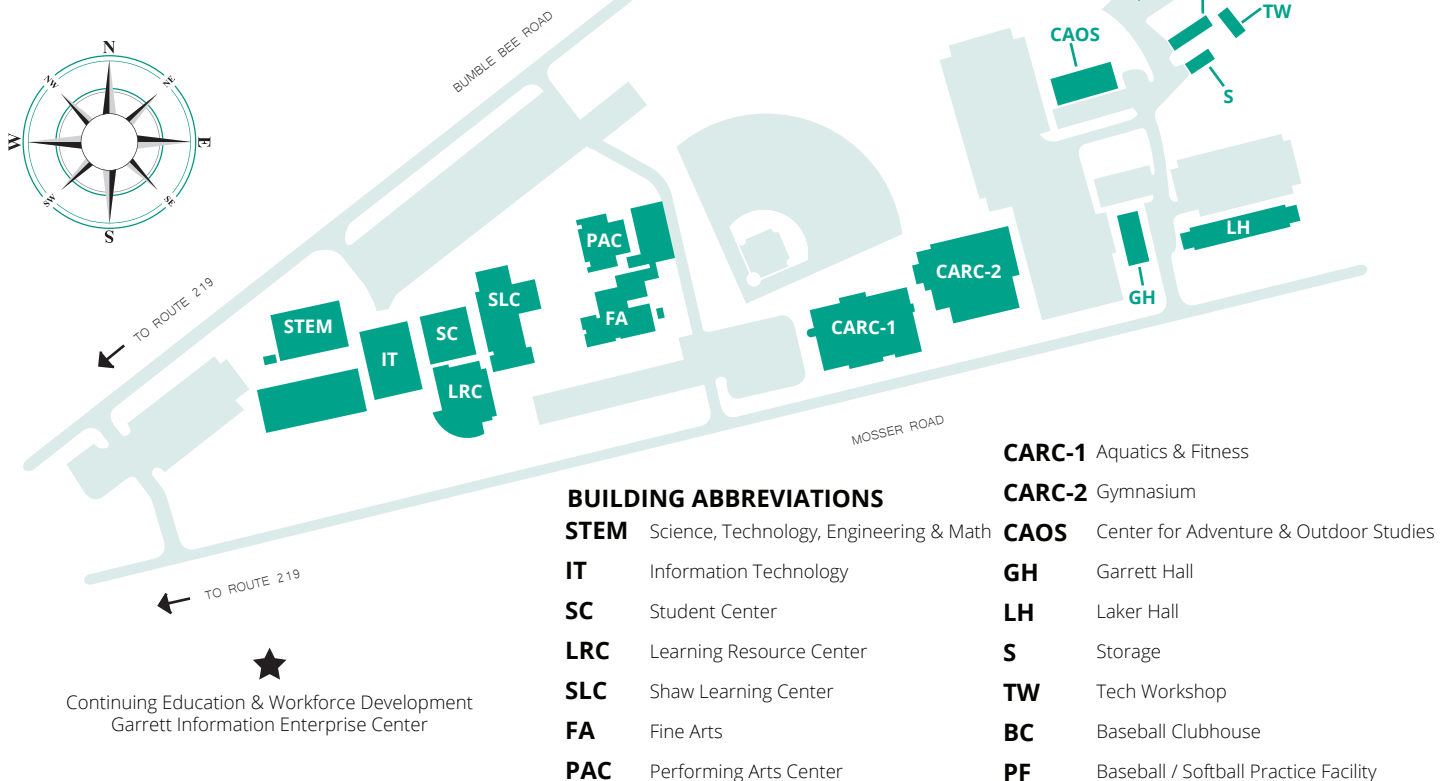 N
NW
NE
W
E
SW
SE
S
BUMBLE BEE ROAD
TO ROUTE 219
CAOS
TW
S
PAC
CARC-2
LH
GH
SLC
STEM
SC
FA
CARC-1
IT
LRC
MOSSER ROAD
TO ROUTE 219
Continuing Education & Workforce Development
Garrett Information Enterprise Center
BUILDING ABBREVIATIONS
STEM Science, Technology, Engineering & Math
IT Information Technology
SC Student Center
LRC Learning Resource Center
SLC Shaw Learning Center
FA Fine Arts
PAC Performing Arts Center
CARC-1 Aquatics & Fitness
CARC-2 Gymnasium
CAOS Center for Adventure & Outdoor Studies
GH Garrett Hall
LH Laker Hall
S Storage
TW Tech Workshop
BC Baseball Clubhouse
PF Baseball / Softball Practice Facility